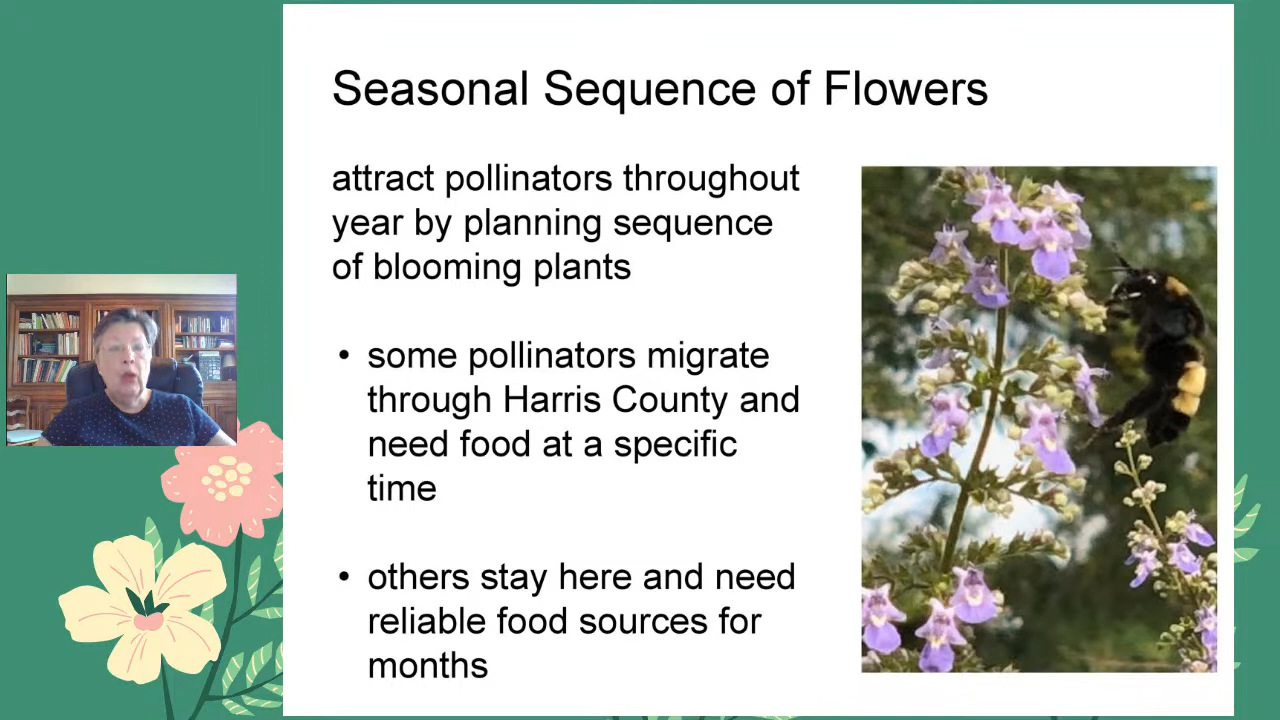 Seasonal Sequence of Flowers
attract pollinators throughout
year by planning sequence
of blooming plants
• some pollinators migrate
through Harris County and
need food at a specific
time
• others stay here and need
reliable food sources for
months